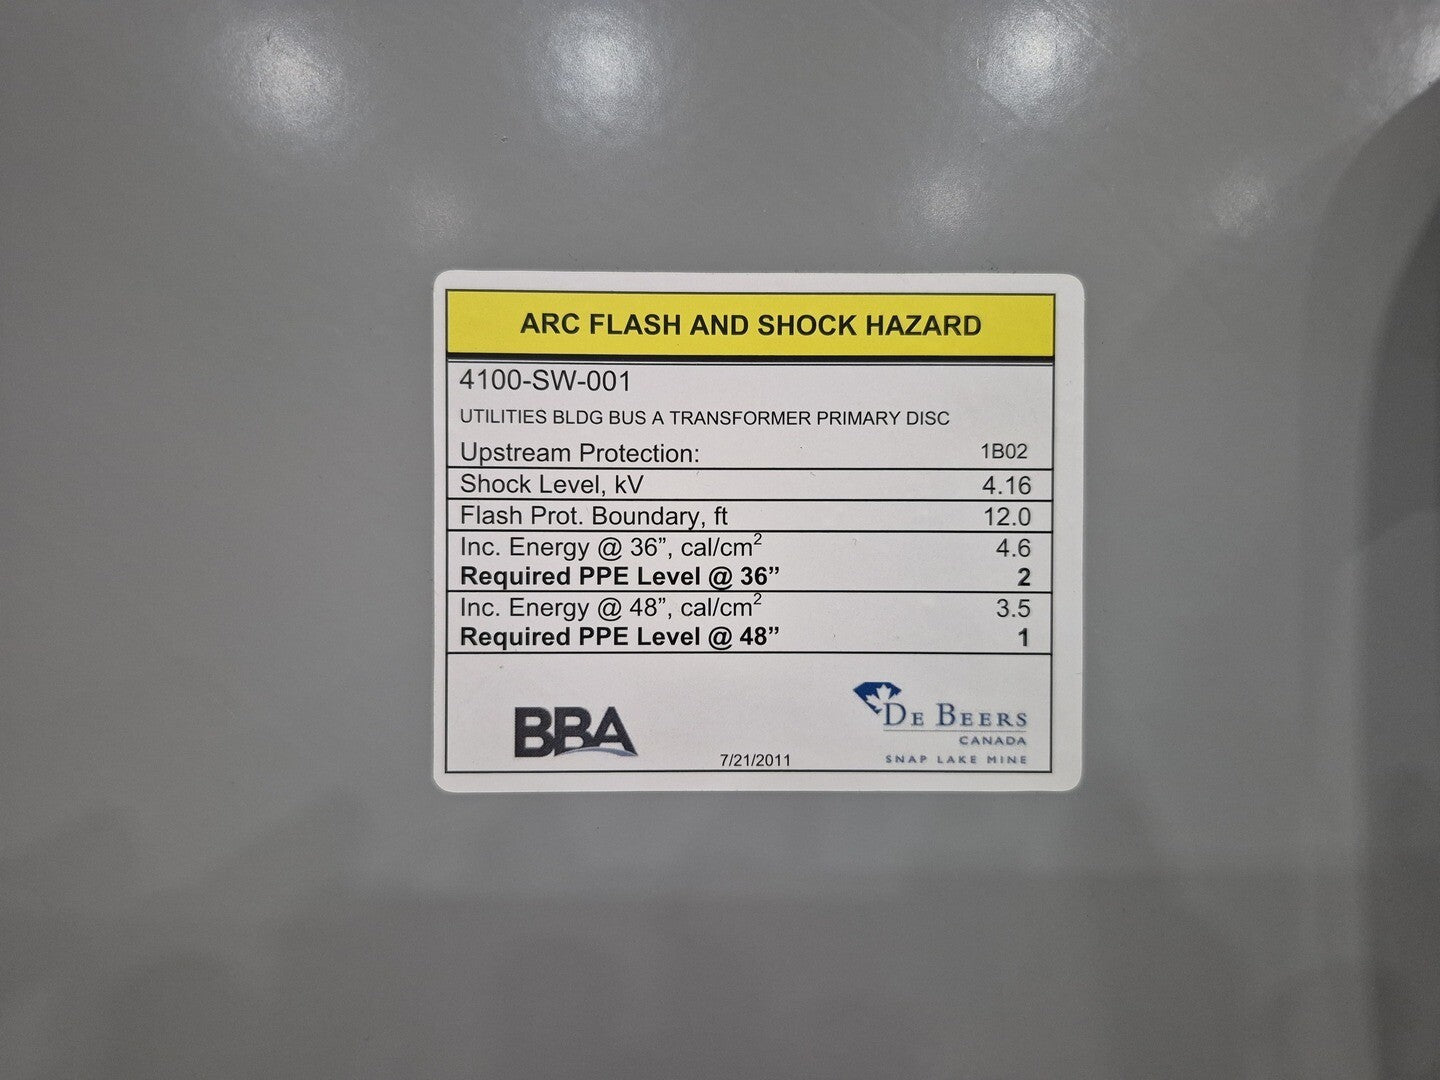 ARC FLASH AND SHOCK HAZARD
4100-SW-001
UTILITIES BLDG BUS A TRANSFORMER PRIMARY DISC
Upstream Protection: 1B02
Shock Level, kV 4.16
Flash Prot. Boundary, ft 12.0
Inc. Energy @ 36”, cal/cm² 4.6
Required PPE Level @ 36” 2
Inc. Energy @ 48”, cal/cm² 3.5
Required PPE Level @ 48” 1
BBA
7/21/2011
DE BEERS
CANADA
SNAP LAKE MINE